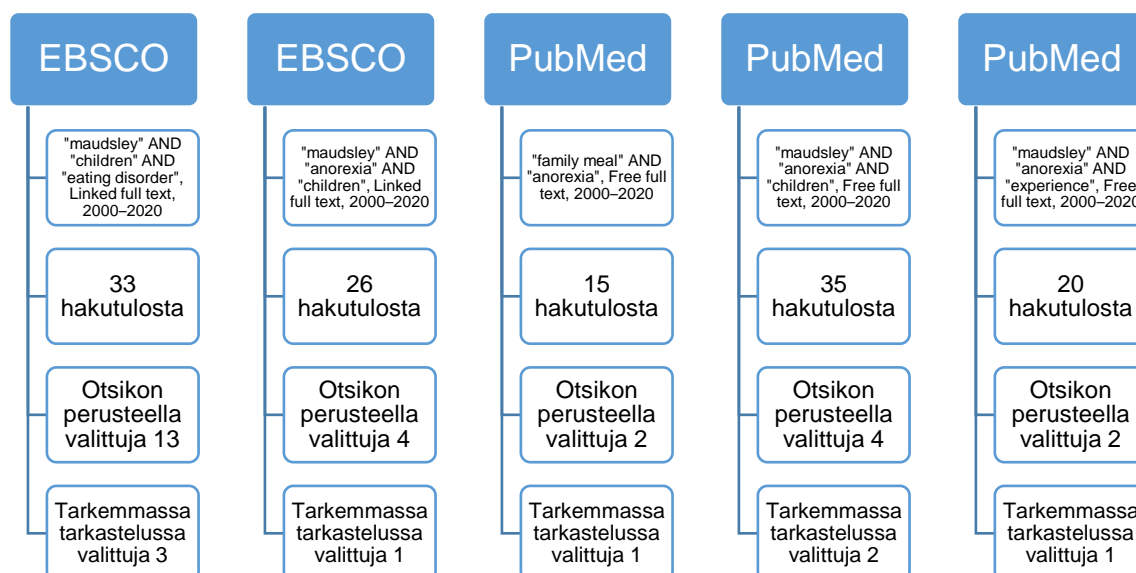 EBSCO
"maudsley" AND
"children" AND
"eating disorder",
Linked full text,
2000–2020
33
hakutulosta
Otsikon
perusteella
valittuja 13
Tarkemmassa
tarkastelussa
valittuja 3
EBSCO
"maudsley" AND
"anorexia" AND
"children", Linked
full text, 2000–2020
26
hakutulosta
Otsikon
perusteella
valittuja 4
Tarkemmassa
tarkastelussa
valittuja 1
PubMed
"family meal" AND
"anorexia", Free full
text, 2000–2020
15
hakutulosta
Otsikon
perusteella
valittuja 2
Tarkemmassa
tarkastelussa
valittuja 1
PubMed
"maudsley" AND
"anorexia" AND
"children", Free full
text, 2000–2020
35
hakutulosta
Otsikon
perusteella
valittuja 4
Tarkemmassa
tarkastelussa
valittuja 2
PubMed
"maudsley" AND
"anorexia" AND
"experience", Free
full text, 2000–2020
20
hakutulosta
Otsikon
perusteella
valittuja 2
Tarkemmassa
tarkastelussa
valittuja 1